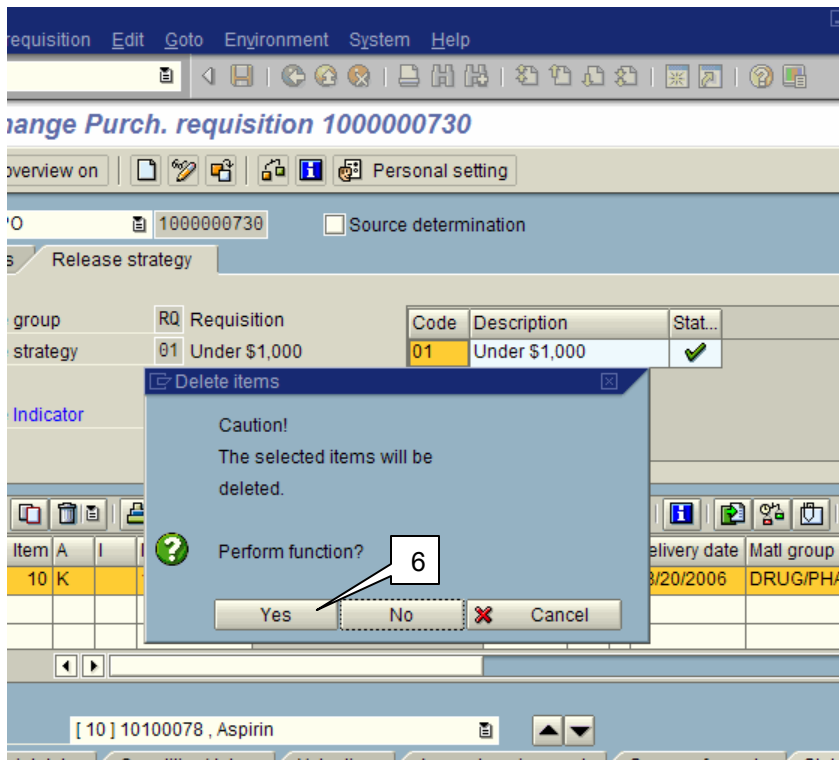 requisition Edit Goto Environment System Help
Change Purch. requisition 1000000730
overview on Personal setting
PO 1000000730 Source determination
s Release strategy
group RQ Requisition Code Description Stat...
strategy 01 Under $1,000 01 Under $1,000
Delete items
Indicator
Caution!
The selected items will be
deleted.
Perform function?
6
Yes No Cancel
Item A I elivery date Matl group
10 K 8/20/2006 DRUG/PHA
[ 10 ] 10100078 , Aspirin